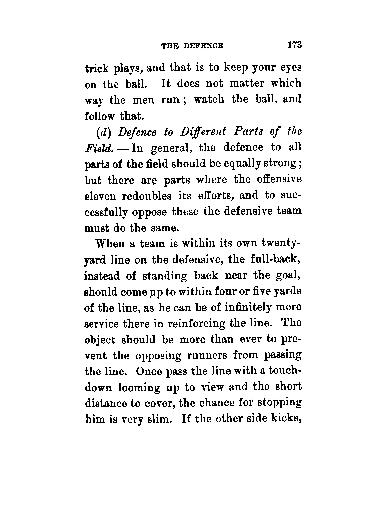 THE DEFENCE 173
trick plays, and that is to keep your eyes
on the ball. It does not matter which
way the men run; watch the ball, and
follow that.
(d) Defence to Different Parts of the
Field. — In general, the defence to all
parts of the field should be equally strong;
but there are parts where the offensive
eleven redoubles its efforts, and to suc-
cessfully oppose these the defensive team
must do the same.
When a team is within its own twenty-
yard line on the defensive, the full-back,
instead of standing back near the goal,
should come up to within four or five yards
of the line, as he can be of infinitely more
service there in reinforcing the line. The
object should be more than ever to pre-
vent the opposing runners from passing
the line. Once pass the line with a touch-
down looming up to view and the short
distance to cover, the chance for stopping
him is very slim. If the other side kicks,